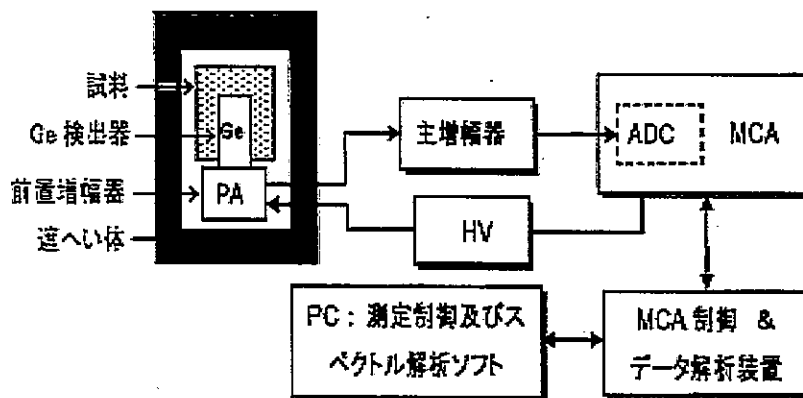 試料
Ge 検出器
Ge
前置増幅器
PA
遮へい体
主増幅器
ADC
MCA
HV
PC：測定制御及びス
ペクトル解析ソフト
MCA 制御 &
データ解析装置